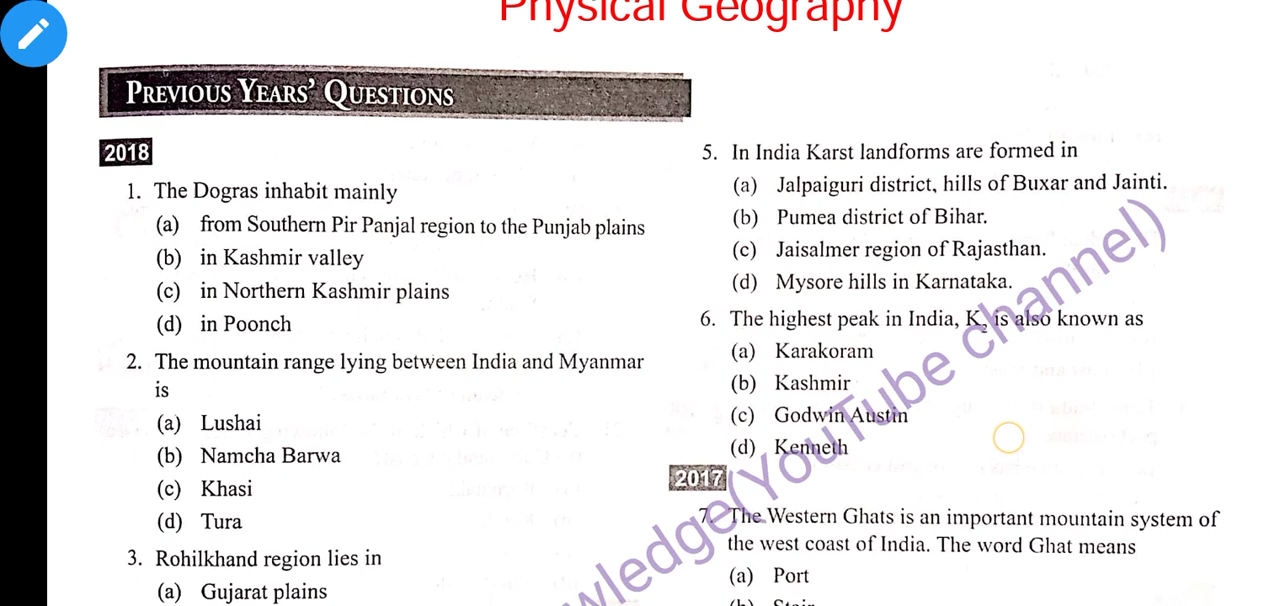 Physical Geography
PREVIOUS YEARS' QUESTIONS
2018
1. The Dogras inhabit mainly
(a) from Southern Pir Panjal region to the Punjab plains
(b) in Kashmir valley
(c) in Northern Kashmir plains
(d) in Poonch
2. The mountain range lying between India and Myanmar
is
(a) Lushai
(b) Namcha Barwa
(c) Khasi
(d) Tura
3. Rohilkhand region lies in
(a) Gujarat plains
5. In India Karst landforms are formed in
(a) Jalpaiguri district, hills of Buxar and Jainti.
(b) Pumea district of Bihar.
(c) Jaisalmer region of Rajasthan.
(d) Mysore hills in Karnataka.
6. The highest peak in India, K₂ is also known as
(a) Karakoram
(b) Kashmir
(c) Godwin Austin
(d) Kenneth
2017
7. The Western Ghats is an important mountain system of
the west coast of India. The word Ghat means
(a) Port
(b) Stair
wledge(YouTube channel)